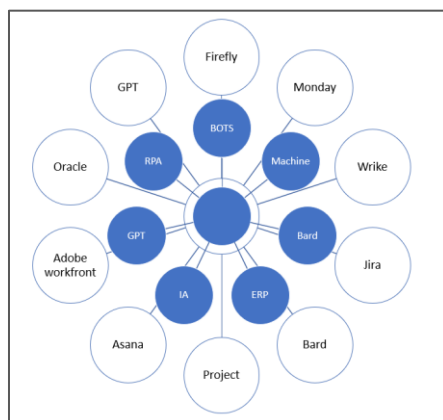 Firefly
GPT
Monday
BOTS
RPA
Machine
Oracle
Wrike
GPT
Bard
Adobe
workfront
Jira
IA
ERP
Asana
Bard
Project